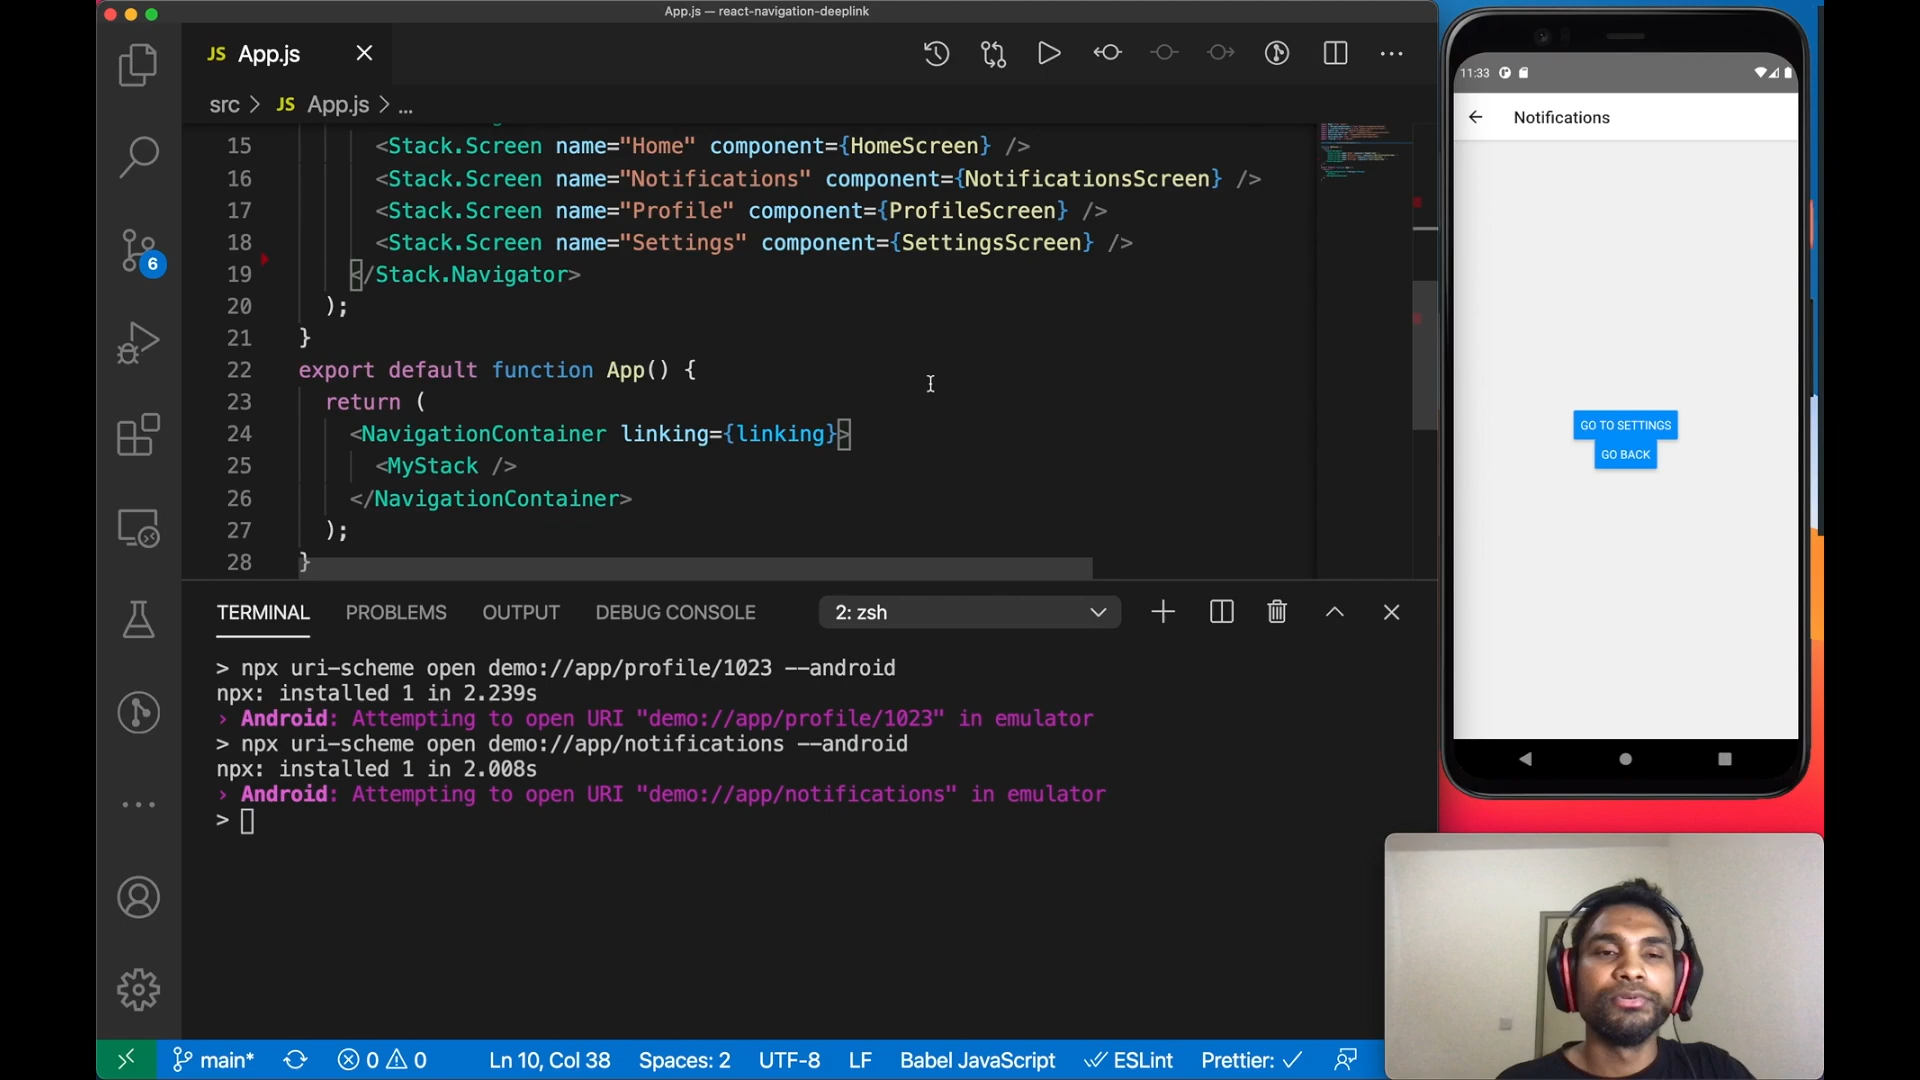 App.js — react-navigation-deeplink
JS App.js
src > JS App.js > ...
15 <Stack.Screen name="Home" component={HomeScreen} />
16 <Stack.Screen name="Notifications" component={NotificationsScreen} />
17 <Stack.Screen name="Profile" component={ProfileScreen} />
18 <Stack.Screen name="Settings" component={SettingsScreen} />
19 </Stack.Navigator>
20 );
21 }
22 export default function App() {
23 return (
24 <NavigationContainer linking={linking}>
25 <MyStack />
26 </NavigationContainer>
27 );
28 }
6
TERMINAL PROBLEMS OUTPUT DEBUG CONSOLE 2: zsh
> npx uri-scheme open demo://app/profile/1023 --android
npx: installed 1 in 2.239s
› Android: Attempting to open URI "demo://app/profile/1023" in emulator
> npx uri-scheme open demo://app/notifications --android
npx: installed 1 in 2.008s
› Android: Attempting to open URI "demo://app/notifications" in emulator
>
main* 0 0 Ln 10, Col 38 Spaces: 2 UTF-8 LF Babel JavaScript ESLint Prettier: ✓
11:33
Notifications
GO TO SETTINGS
GO BACK